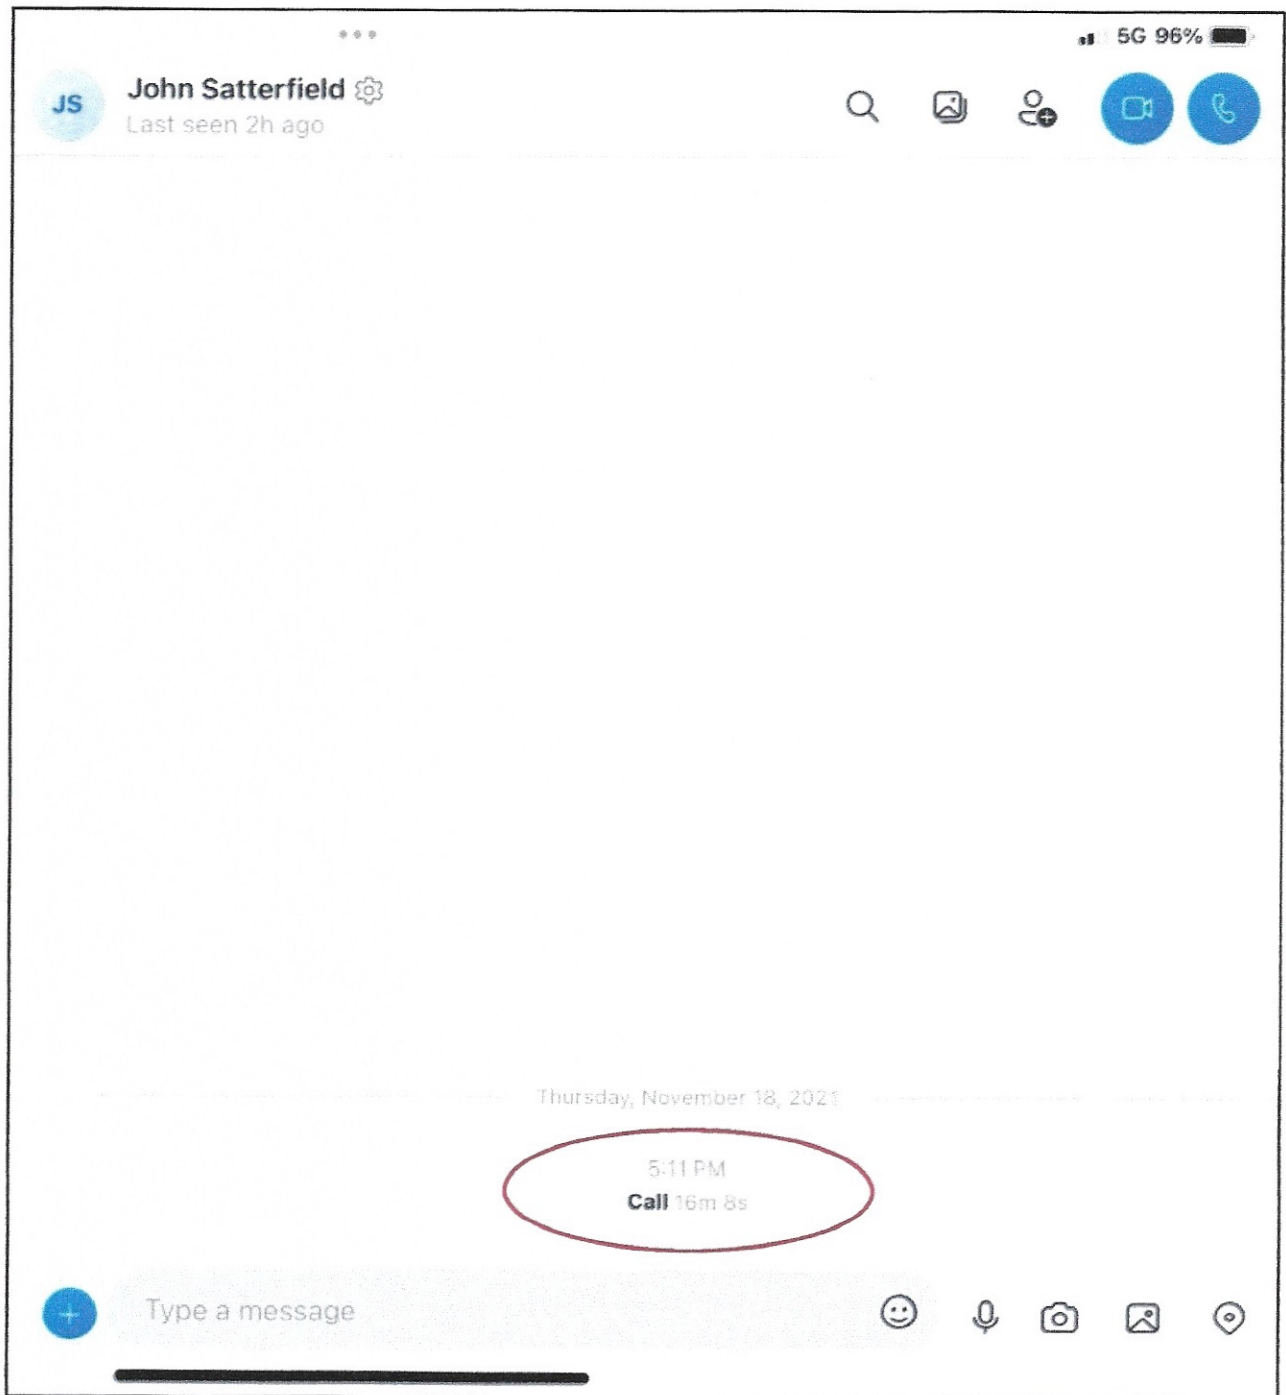 5G 96%
JS
John Satterfield
Last seen 2h ago
Thursday, November 18, 2021
5:11 PM
Call 16m 8s
Type a message